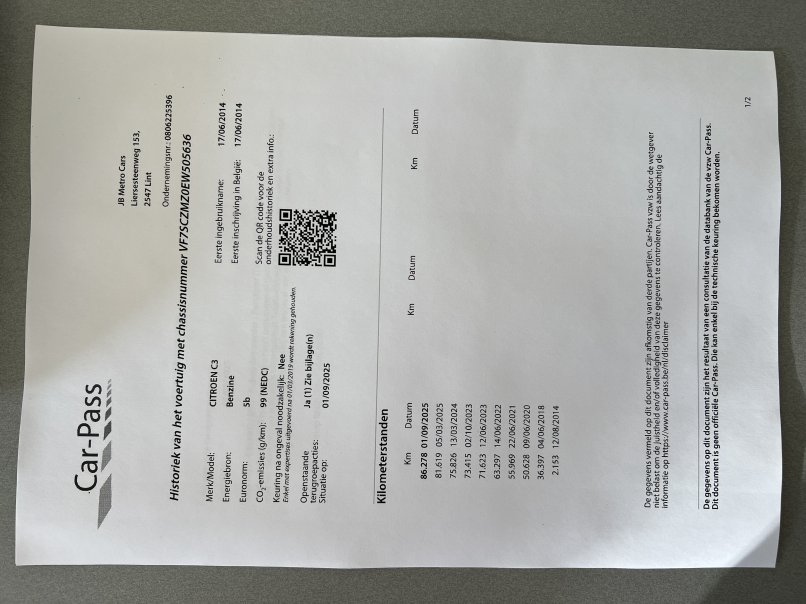 Car-Pass
JB Metro Cars
Liersesteenweg 153,
2547 Lint
Ondernemingsnr.: 0806225396
Historiek van het voertuig met chassisnummer VF7SCZMZ0EW505636
Merk/Model: CITROEN C3
Energiebron: Benzine
Euronorm: 5b
CO₂-emissies (g/km): 99 (NEDC)
Keuring na ongeval noodzakelijk: Nee
Enkel met expertises uitgevoerd na 01/03/2019 wordt rekening gehouden.
Openstaande terugroepacties: Ja (1) Zie bijlage(n)
Situatie op: 01/09/2025
Eerste ingebruikname: 17/06/2014
Eerste inschrijving in België: 17/06/2014
Scan de QR code voor de
onderhoudshistoriek en extra info.:
Kilometerstanden
Km Datum Km Datum Km Datum
86.278 01/09/2025
81.619 05/03/2025
75.826 13/03/2024
73.415 02/10/2023
71.623 12/06/2023
63.297 14/06/2022
55.969 22/06/2021
50.628 09/06/2020
36.397 04/06/2018
2.153 12/08/2014
De gegevens vermeld op dit document zijn afkomstig van derde partijen. Car-Pass vzw is door de wetgever
niet belast om de juistheid en/of volledigheid van deze gegevens te controleren. Lees aandachtig de
informatie op https://www.car-pass.be/nl/disclaimer
De gegevens op dit document zijn het resultaat van een consultatie van de databank van de vzw Car-Pass.
Dit document is geen officiële Car-Pass. Die kan enkel bij de technische keuring bekomen worden.
1/2